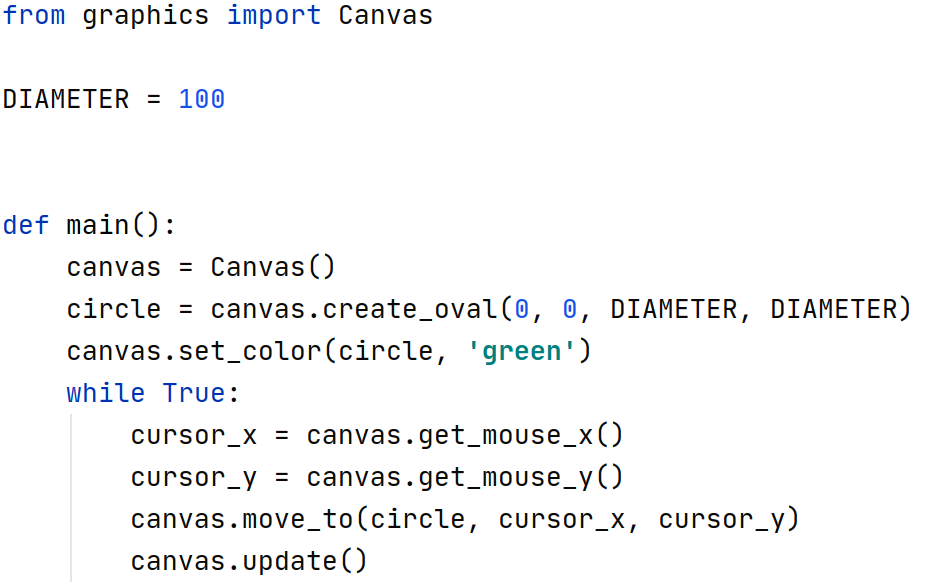 from graphics import Canvas
DIAMETER = 100
def main():
    canvas = Canvas()
    circle = canvas.create_oval(0, 0, DIAMETER, DIAMETER)
    canvas.set_color(circle, 'green')
    while True:
        cursor_x = canvas.get_mouse_x()
        cursor_y = canvas.get_mouse_y()
        canvas.move_to(circle, cursor_x, cursor_y)
        canvas.update()